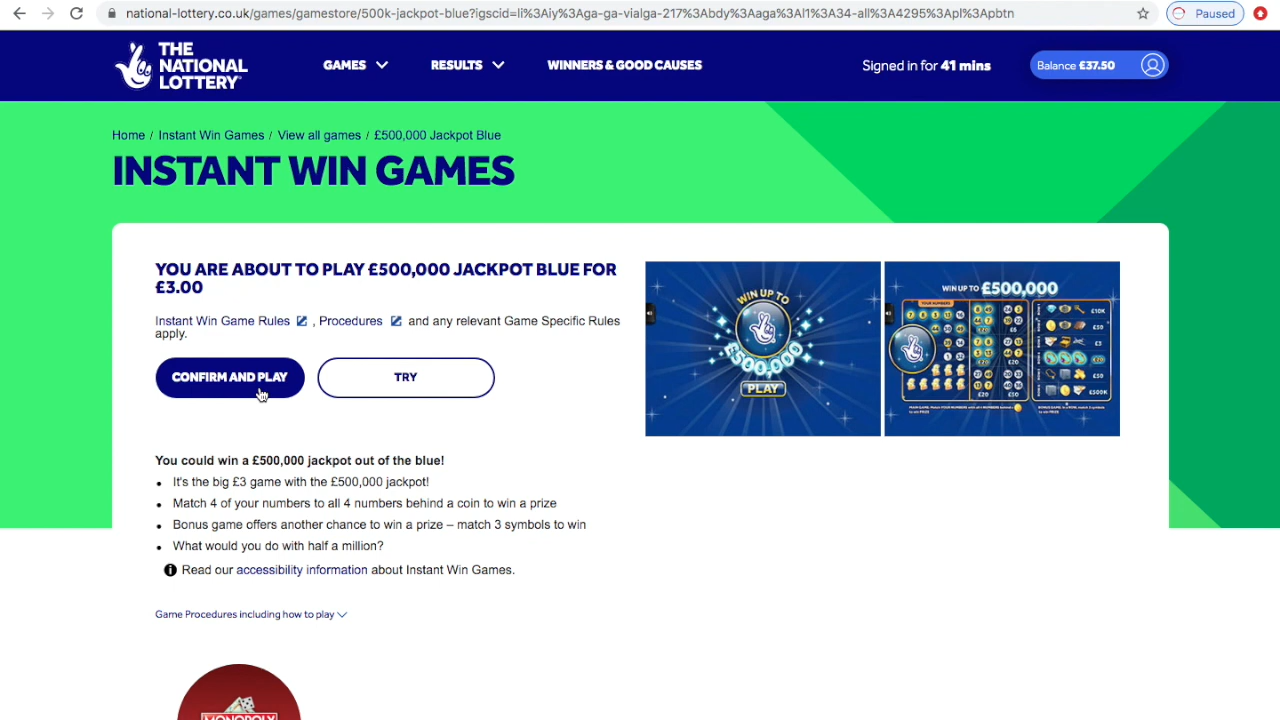 national-lottery.co.uk/games/gamestore/500k-jackpot-blue?igscid=li%3Aiy%3Aga-ga-vialga-217%3Abdy%3Aaga%3Al1%3A34-all%3A4295%3Apl%3Apbtn
Paused
THE
NATIONAL
LOTTERY
GAMES
RESULTS
WINNERS & GOOD CAUSES
Signed in for 41 mins
Balance £37.50
Home / Instant Win Games / View all games / £500,000 Jackpot Blue
INSTANT WIN GAMES
YOU ARE ABOUT TO PLAY £500,000 JACKPOT BLUE FOR
£3.00
Instant Win Game Rules , Procedures and any relevant Game Specific Rules
apply.
CONFIRM AND PLAY
TRY
WIN UP TO
£500,000
PLAY
WIN UP TO £500,000
YOUR NUMBERS
£10K
£50
£3
£20
£50
£500K
You could win a £500,000 jackpot out of the blue!
It's the big £3 game with the £500,000 jackpot!
Match 4 of your numbers to all 4 numbers behind a coin to win a prize
Bonus game offers another chance to win a prize – match 3 symbols to win
What would you do with half a million?
Read our accessibility information about Instant Win Games.
Game Procedures including how to play
MONOPOLY